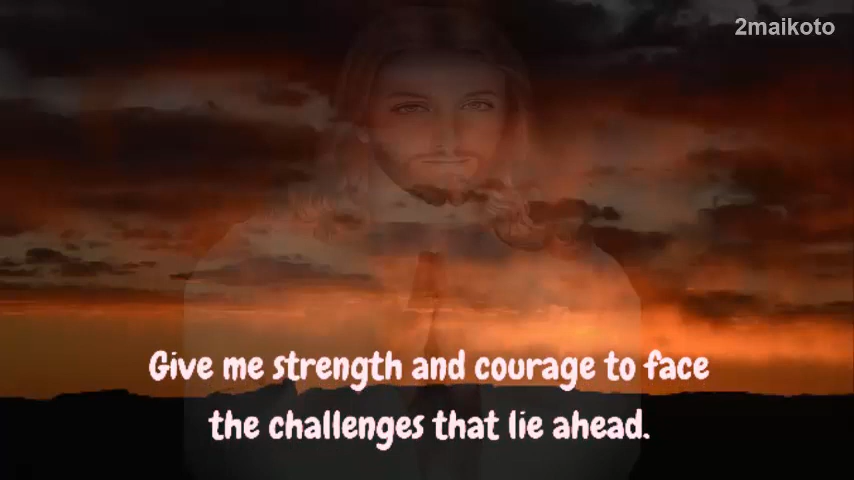 2maikoto
Give me strength and courage to face
the challenges that lie ahead.